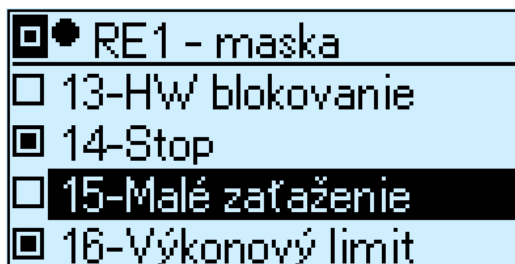 RE1 - maska
13-HW blokovanie
14-Stop
15-Malé zaťaženie
16-Výkonový limit